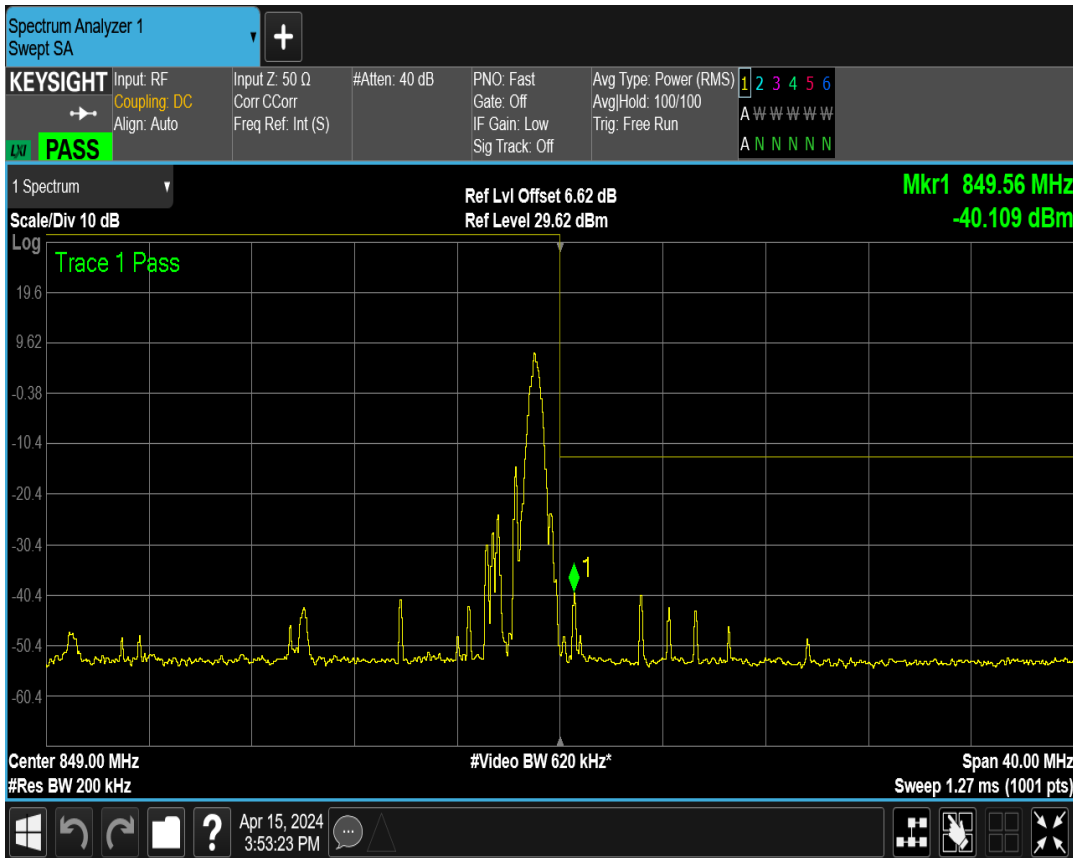 Spectrum Analyzer 1
Swept SA
+
KEYSIGHT
LXI PASS
Input: RF
Coupling: DC
Align: Auto
Input Z: 50 Ω
Corr CCorr
Freq Ref: Int (S)
#Atten: 40 dB
PNO: Fast
Gate: Off
IF Gain: Low
Sig Track: Off
Avg Type: Power (RMS)
Avg|Hold: 100/100
Trig: Free Run
1 2 3 4 5 6
A W W W W W
A N N N N N
1 Spectrum
Scale/Div 10 dB
Ref Lvl Offset 6.62 dB
Ref Level 29.62 dBm
Mkr1 849.56 MHz
-40.109 dBm
Log
Trace 1 Pass
19.6
9.62
-0.38
-10.4
-20.4
-30.4
-40.4
-50.4
-60.4
1
Center 849.00 MHz
#Res BW 200 kHz
#Video BW 620 kHz*
Span 40.00 MHz
Sweep 1.27 ms (1001 pts)
?
Apr 15, 2024
3:53:23 PM